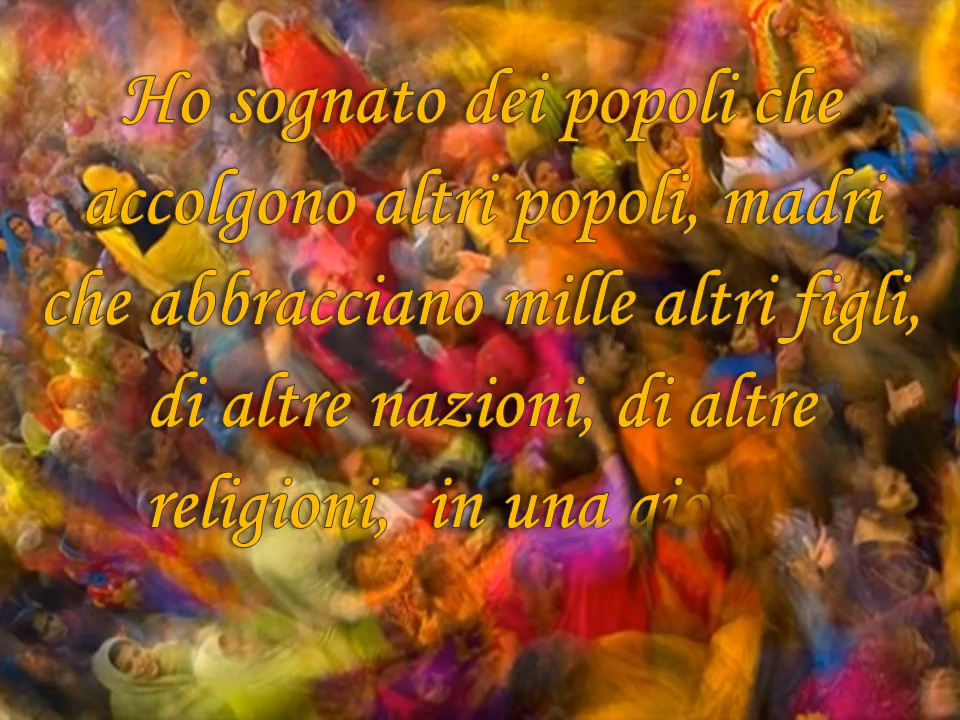 Ho sognato dei popoli che
accolgono altri popoli, madri
che abbracciano mille altri figli,
di altre nazioni, di altre
religioni, in una